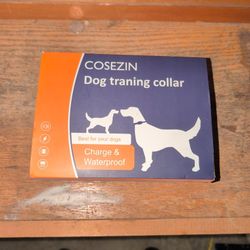 COSEZIN
Dog traning collar
Best for your dogs
Charge &
Waterproof